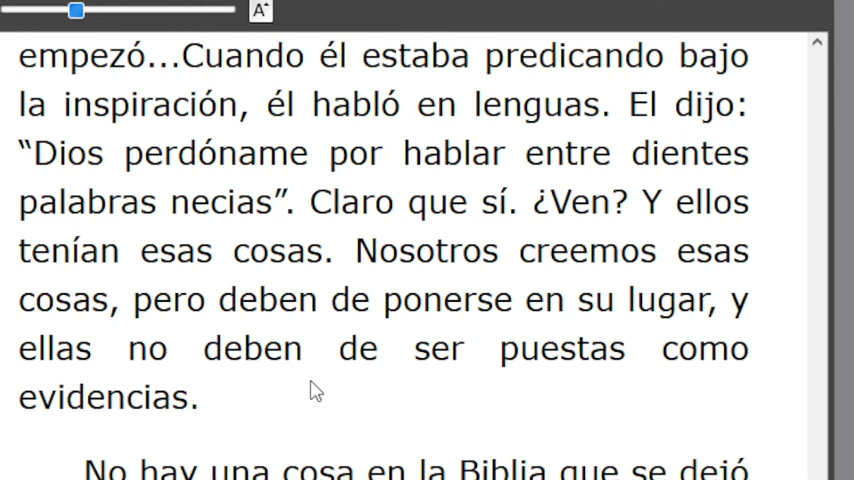 A
empezó...Cuando él estaba predicando bajo
la inspiración, él habló en lenguas. El dijo:
“Dios perdóname por hablar entre dientes
palabras necias”. Claro que sí. ¿Ven? Y ellos
tenían esas cosas. Nosotros creemos esas
cosas, pero deben de ponerse en su lugar, y
ellas no deben de ser puestas como
evidencias.
No hay una cosa en la Biblia que se dejó